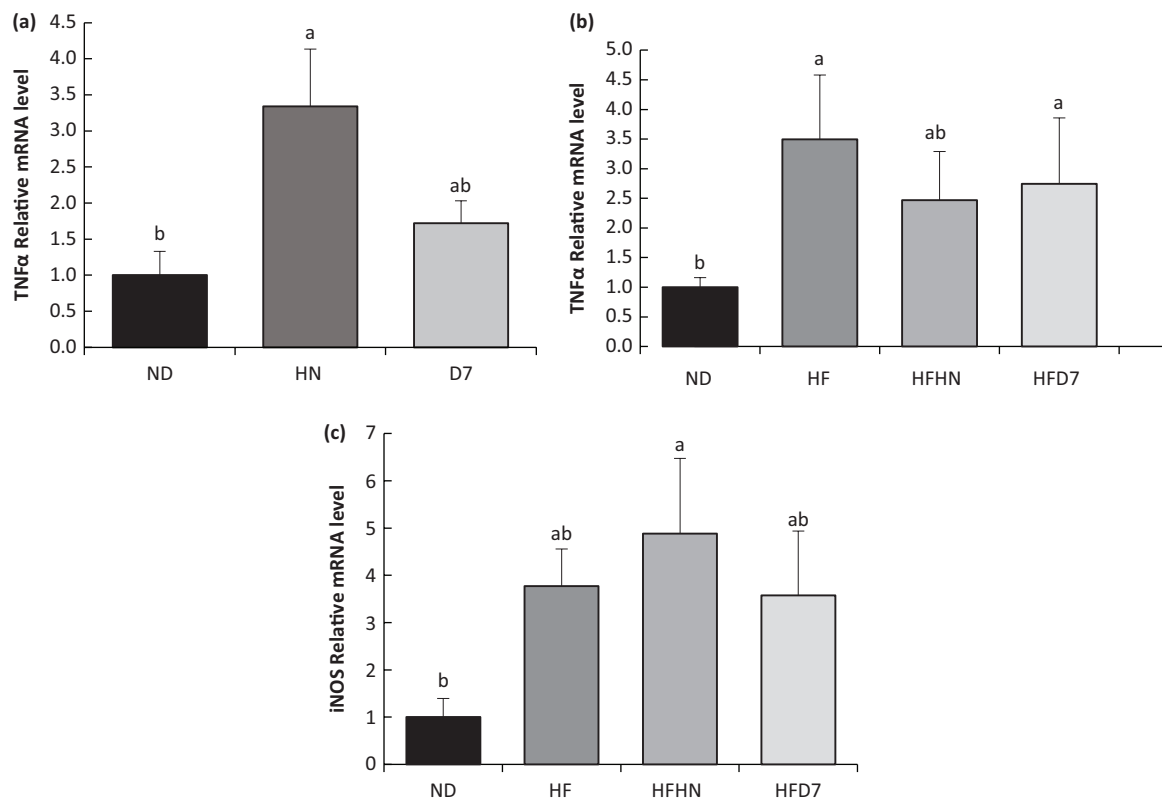 (a)
TNFα Relative mRNA level
4.5
4.0
3.5
3.0
2.5
2.0
1.5
1.0
0.5
0.0
b
a
ab
ND HN D7
(b)
TNFα Relative mRNA level
5.0
4.5
4.0
3.5
3.0
2.5
2.0
1.5
1.0
0.5
0.0
b
a
ab
a
ND HF HFHN HFD7
(c)
iNOS Relative mRNA level
7
6
5
4
3
2
1
0
b
ab
a
ab
ND HF HFHN HFD7